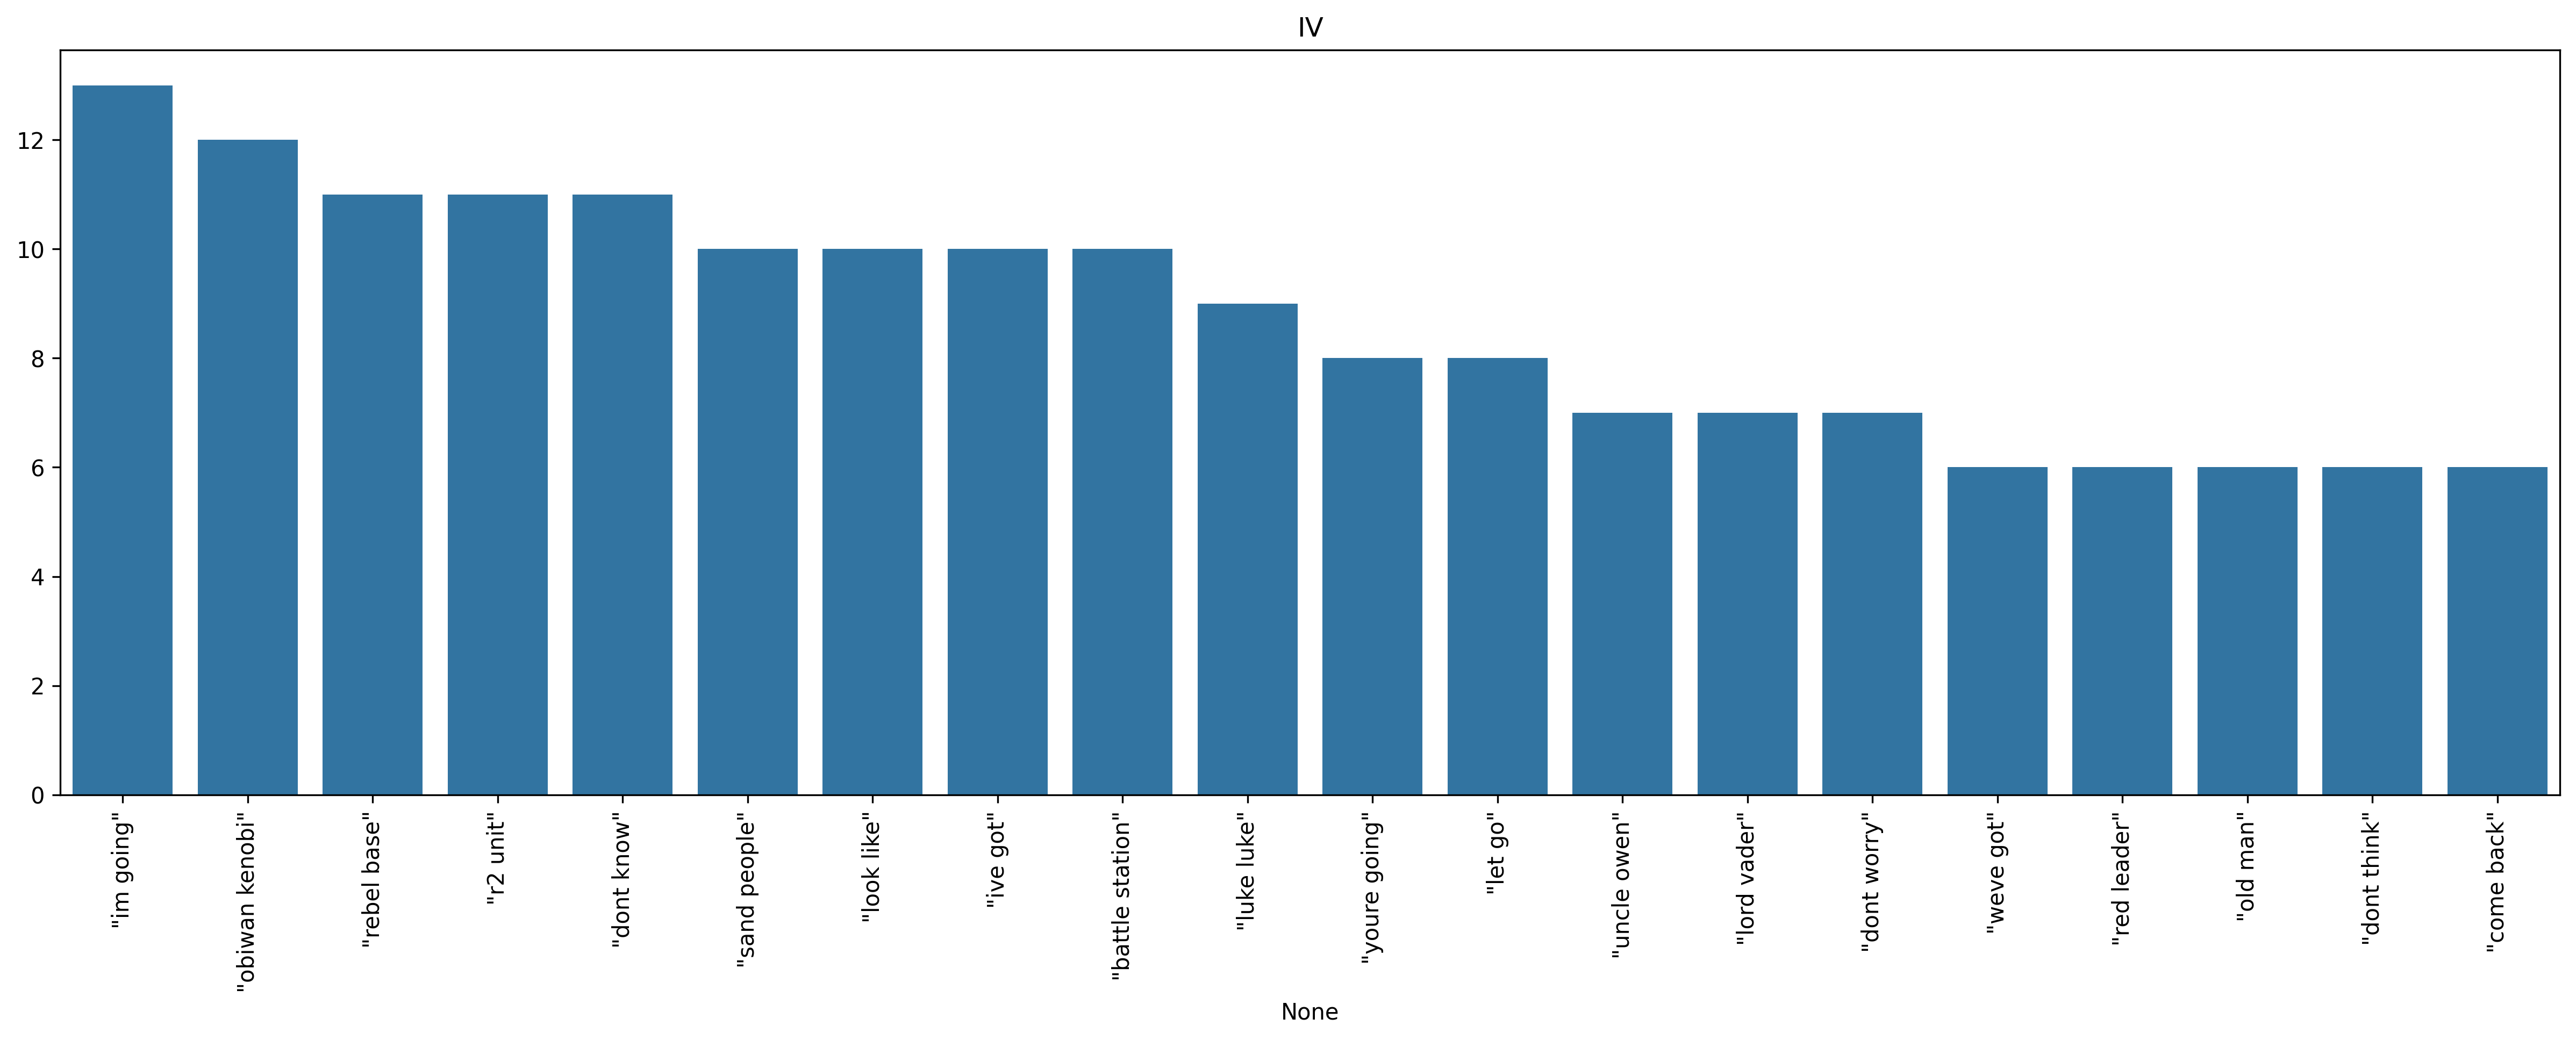 IV
12
10
8
6
4
2
0
"im going"
"obiwan kenobi"
"rebel base"
"r2 unit"
"dont know"
"sand people"
"look like"
"ive got"
"battle station"
"luke luke"
"youre going"
"let go"
"uncle owen"
"lord vader"
"dont worry"
"weve got"
"red leader"
"old man"
"dont think"
"come back"
None